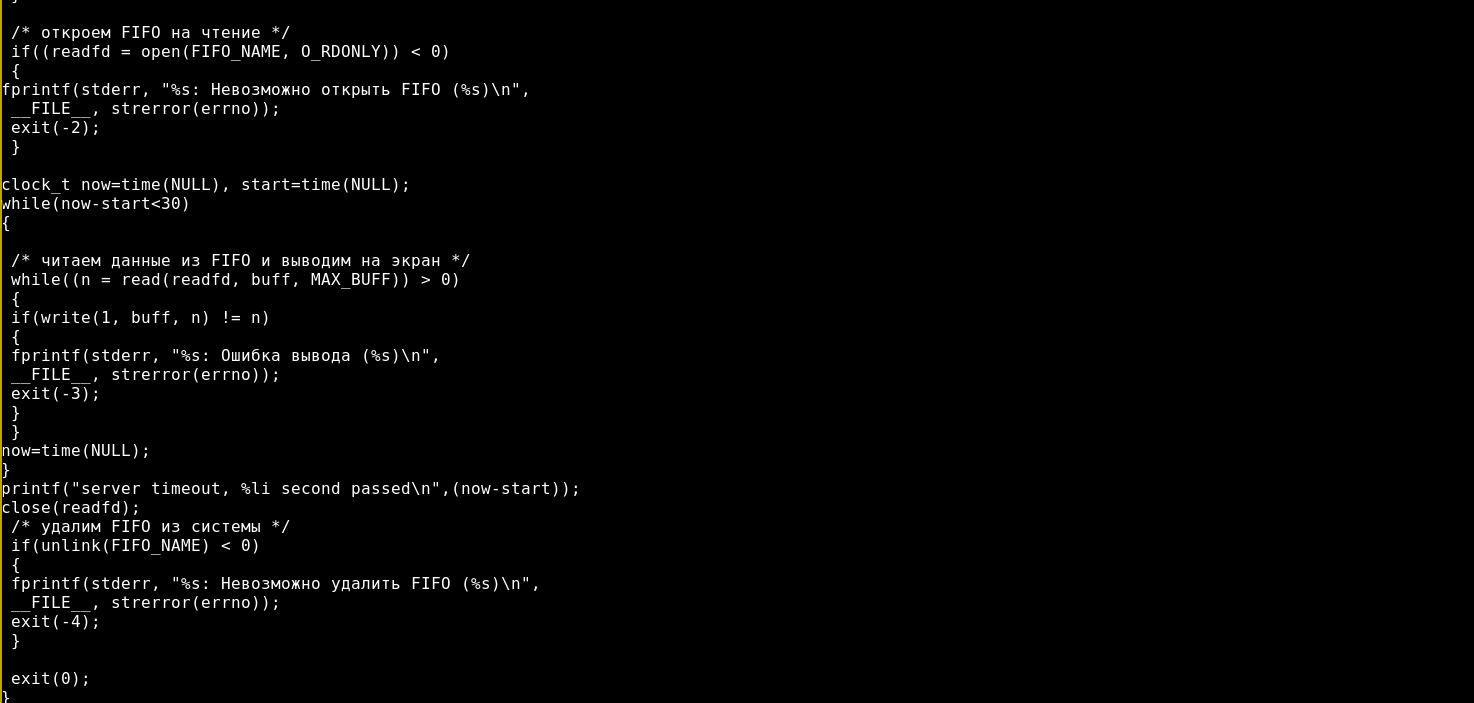 }
/* откроем FIFO на чтение */
if((readfd = open(FIFO_NAME, O_RDONLY)) < 0)
{
fprintf(stderr, "%s: Невозможно открыть FIFO (%s)\n",
__FILE__, strerror(errno));
exit(-2);
}
clock_t now=time(NULL), start=time(NULL);
while(now-start<30)
{
/* читаем данные из FIFO и выводим на экран */
while((n = read(readfd, buff, MAX_BUFF)) > 0)
{
if(write(1, buff, n) != n)
{
fprintf(stderr, "%s: Ошибка вывода (%s)\n",
__FILE__, strerror(errno));
exit(-3);
}
}
now=time(NULL);
}
printf("server timeout, %li second passed\n",(now-start));
close(readfd);
/* удалим FIFO из системы */
if(unlink(FIFO_NAME) < 0)
{
fprintf(stderr, "%s: Невозможно удалить FIFO (%s)\n",
__FILE__, strerror(errno));
exit(-4);
}
exit(0);
}